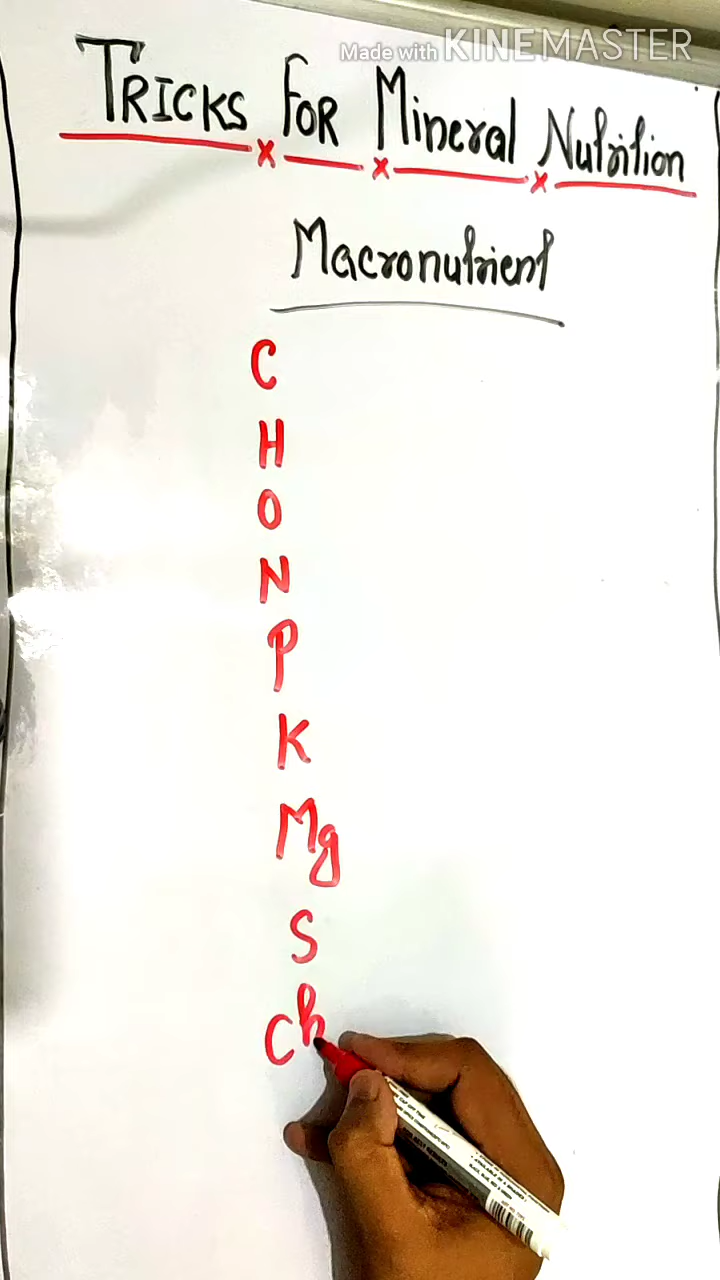 Made with KINEMASTER
TRICKS FOR Mineral Nutrition
Macronutrient
C
H
O
N
P
K
Mg
S
Ch